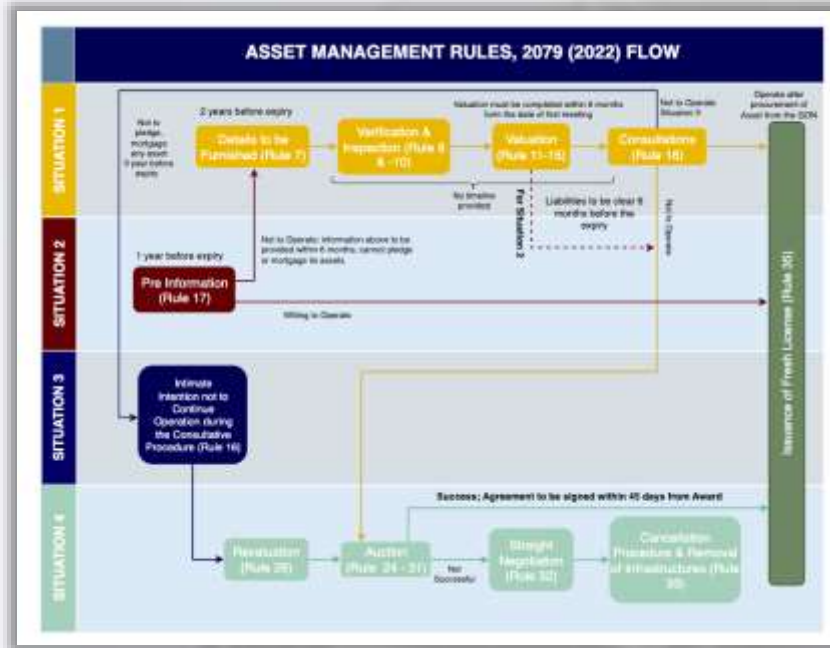 ASSET MANAGEMENT RULES, 2079 (2022) FLOW
SITUATION 1
Not to
pledge,
mortgage
any asset
year before
expiry
2 years before expiry
Details to be
Furnished (Rule 7)
Verification &
Inspection (Rule
& -10)
Valuation must be completed within 6 months
form the date of first meeting
Valuation
(Rule 11-15)
Not to Operate
Situation
Consultations
(Rule 16)
Operate after
procurement of
Asset from the GON
No timeline
provided
For Situation 2
Liabilities to be clear 6
months before the
expiry
Not to Operate
SITUATION 2
1 year before expiry
Not to Operate; information above to be
provided within 6 months, cannot pledge
or mortgage its assets
Pre Information
(Rule 17)
Willing to Operate
Issuance of Fresh License (Rule 35)
SITUATION 3
Intimate
Intention not to
Continue
Operation during
the Consultative
Procedure (Rule 16)
SITUATION 4
Success; Agreement to be signed within 45 days from Award
Revaluation
(Rule
Auction
(Rule 24 - 31)
Not
Successful
Straight
Negotiation
(Rule 32)
Cancellation
Procedure & Removal
of Infrastructures (Rule